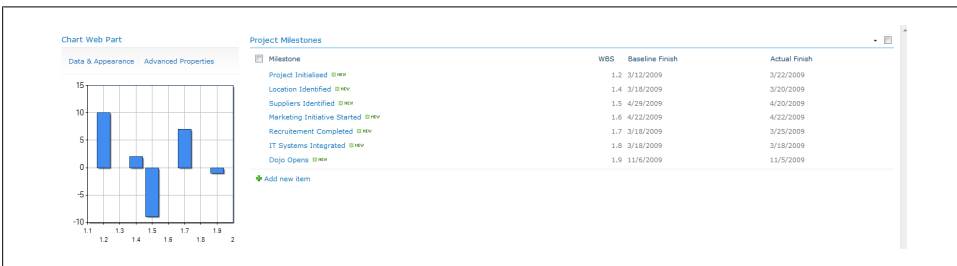 Chart Web Part
Data & Appearance Advanced Properties
15
10
5
0
-5
-10
1.1 1.3 1.5 1.7 1.9
1.2 1.4 1.6 1.8 2
Project Milestones
Milestone WBS Baseline Finish Actual Finish
Project Initialised NEW 1.2 3/12/2009 3/22/2009
Location Identified NEW 1.4 3/18/2009 3/20/2009
Suppliers Identified NEW 1.5 4/29/2009 4/20/2009
Marketing Initiative Started NEW 1.6 4/22/2009 4/22/2009
Recruitement Completed NEW 1.7 3/18/2009 3/25/2009
IT Systems Integrated NEW 1.8 3/18/2009 3/18/2009
Dojo Opens NEW 1.9 11/6/2009 11/5/2009
Add new item